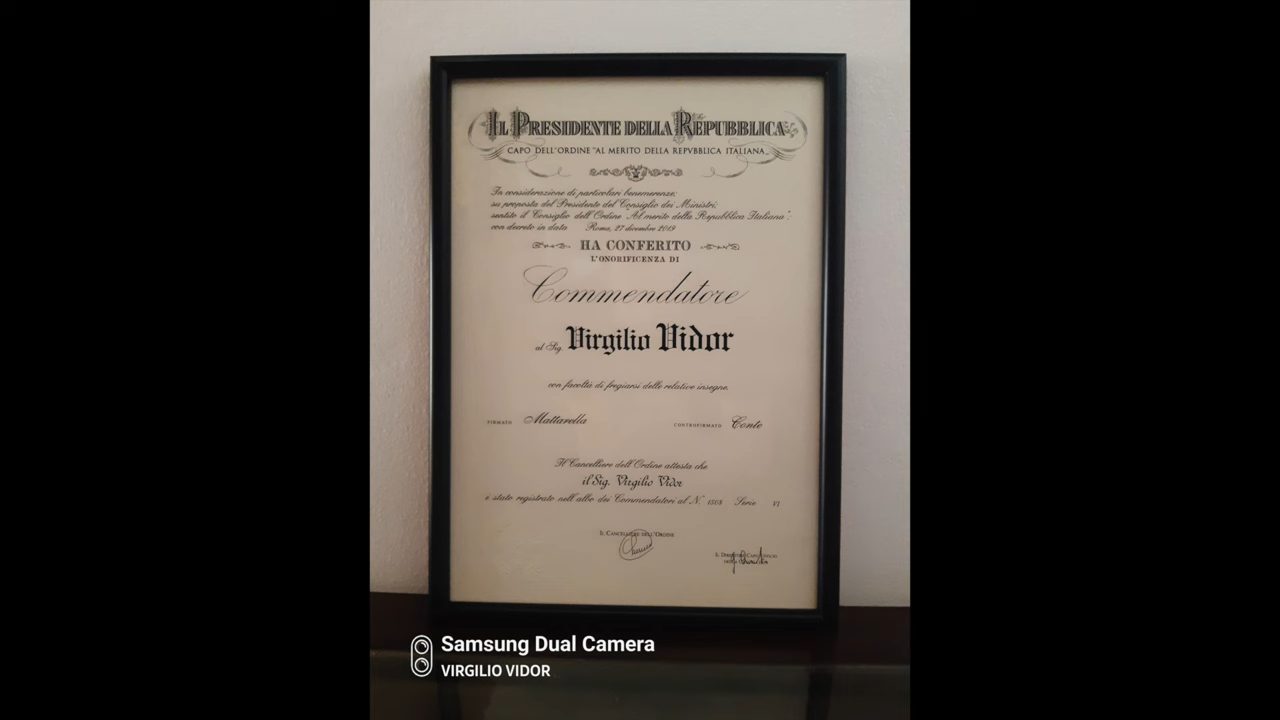 IL PRESIDENTE DELLA REPUBBLICA
CAPO DELL'ORDINE "AL MERITO DELLA REPVBBLICA ITALIANA„
In considerazione di particolari benemerenze;
su proposta del Presidente del Consiglio dei Ministri;
sentito il Consiglio dell'Ordine "Al merito della Repubblica Italiana";
con decreto in data Roma, 27 dicembre 2019
HA CONFERITO
L'ONORIFICENZA DI
Commendatore
al Sig. Virgilio Vidor
con facoltà di fregiarsi delle relative insegne.
FIRMATO Mattarella CONTROFIRMATO Conte
Il Cancelliere dell'Ordine attesta che
il Sig. Virgilio Vidor
è stato registrato nell'albo dei Commendatori al N. Serie VI
IL CANCELLIERE DELL'ORDINE
Samsung Dual Camera
VIRGILIO VIDOR